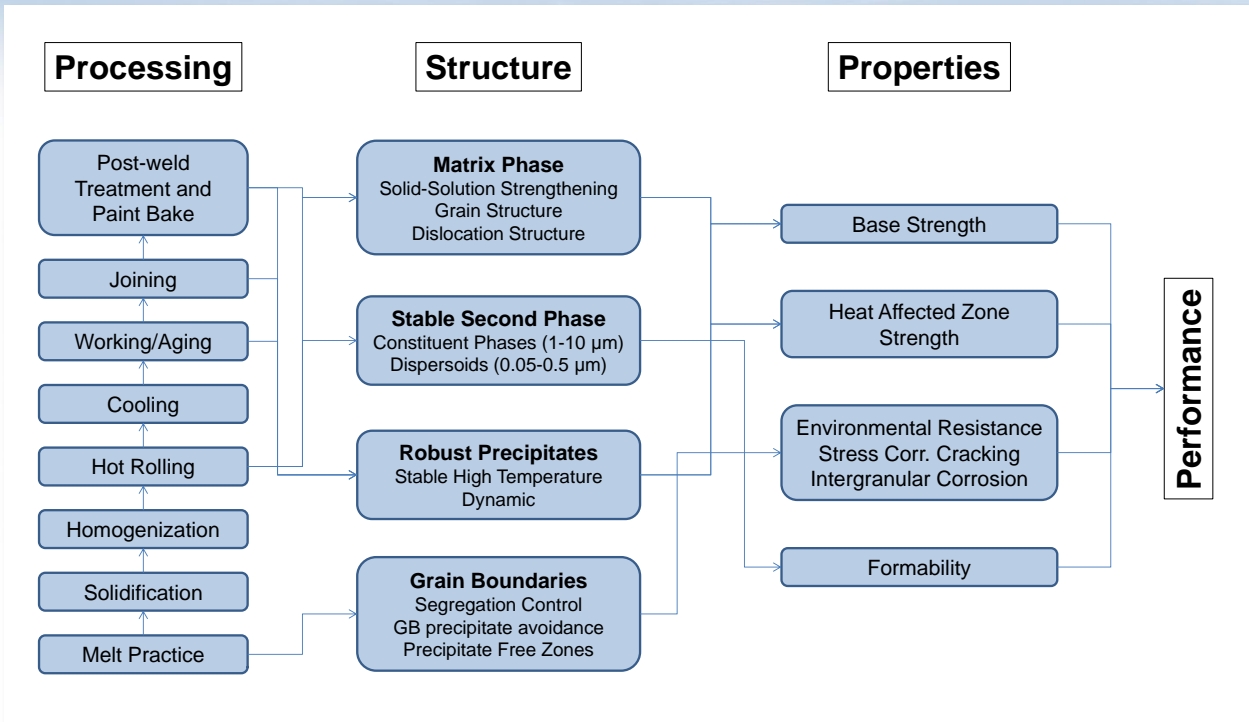 Processing
Structure
Properties
Post-weld
Treatment and
Paint Bake
Joining
Working/Aging
Cooling
Hot Rolling
Homogenization
Solidification
Melt Practice
Matrix Phase
Solid-Solution Strengthening
Grain Structure
Dislocation Structure
Stable Second Phase
Constituent Phases (1-10 µm)
Dispersoids (0.05-0.5 µm)
Robust Precipitates
Stable High Temperature
Dynamic
Grain Boundaries
Segregation Control
GB precipitate avoidance
Precipitate Free Zones
Base Strength
Heat Affected Zone
Strength
Environmental Resistance
Stress Corr. Cracking
Intergranular Corrosion
Formability
Performance